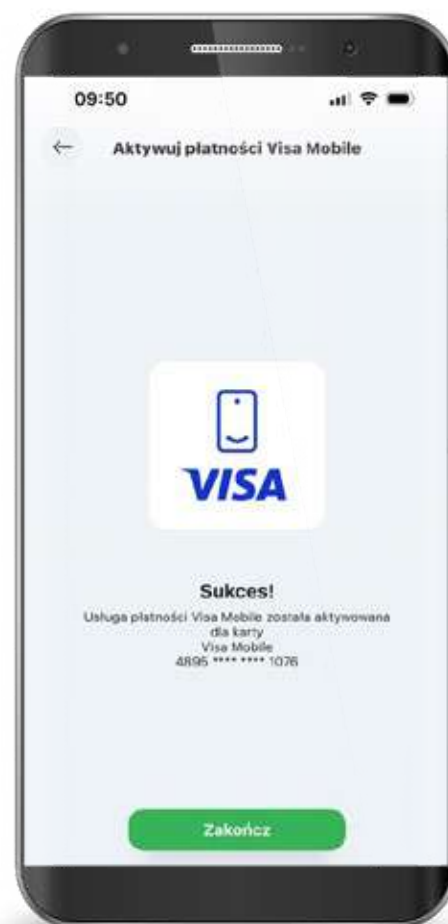 09:50
Aktywuj płatności Visa Mobile
VISA
Sukces!
Usługa płatności Visa Mobile została aktywowana
dla karty
Visa Mobile
4895 **** **** 1076
Zakończ